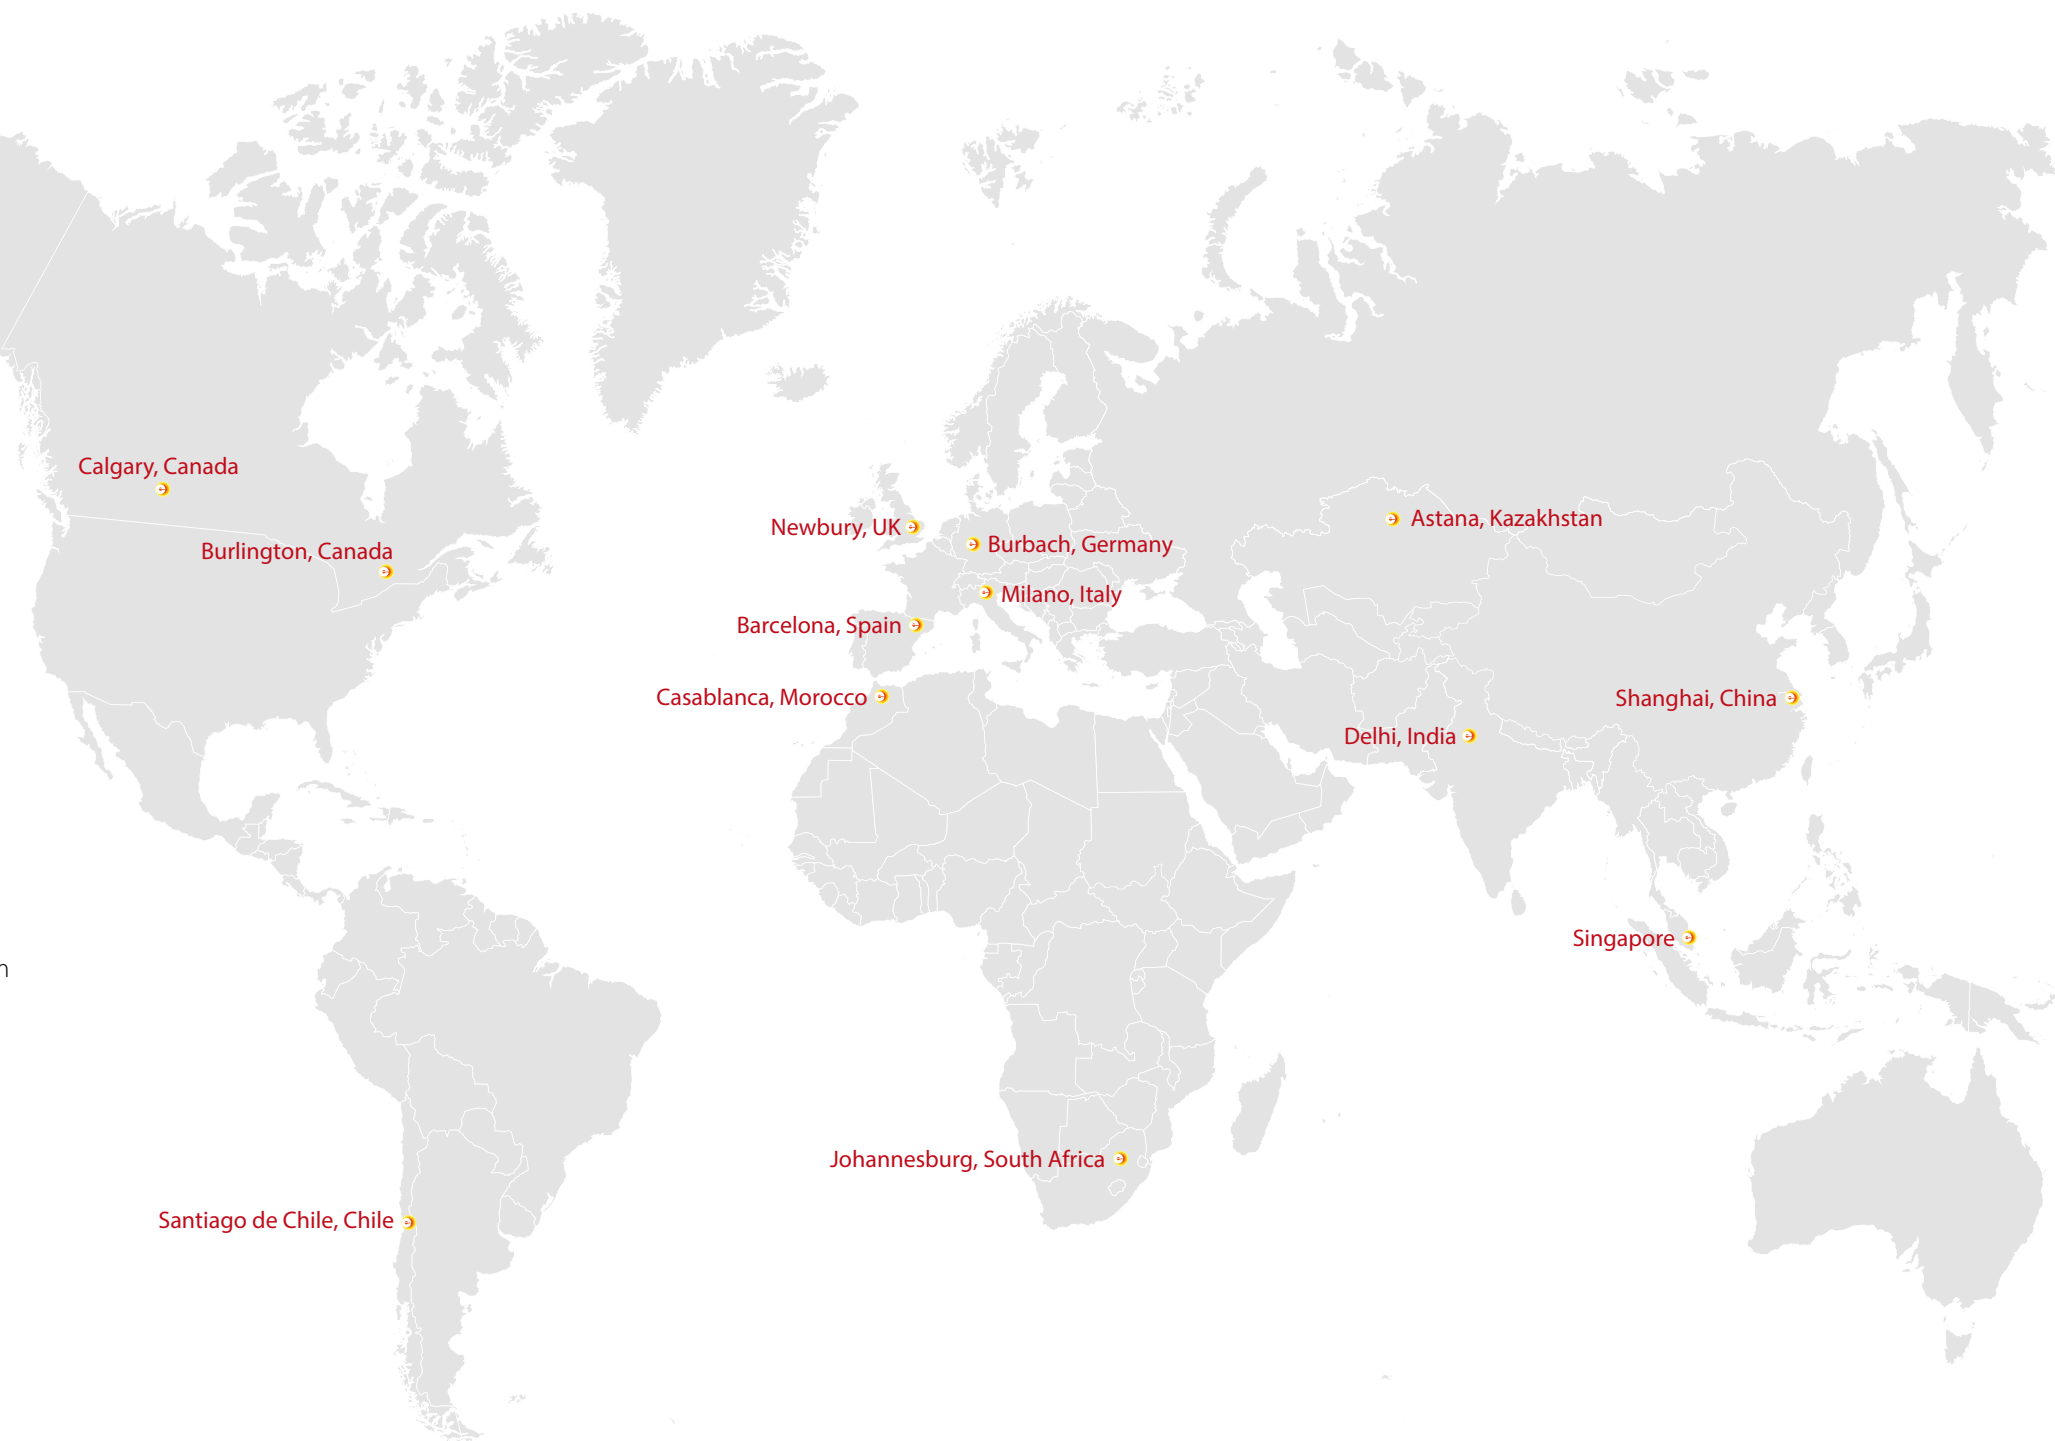 Calgary, Canada
Burlington, Canada
Newbury, UK
Burbach, Germany
Astana, Kazakhstan
Milano, Italy
Barcelona, Spain
Casablanca, Morocco
Shanghai, China
Delhi, India
Singapore
n
Johannesburg, South Africa
Santiago de Chile, Chile